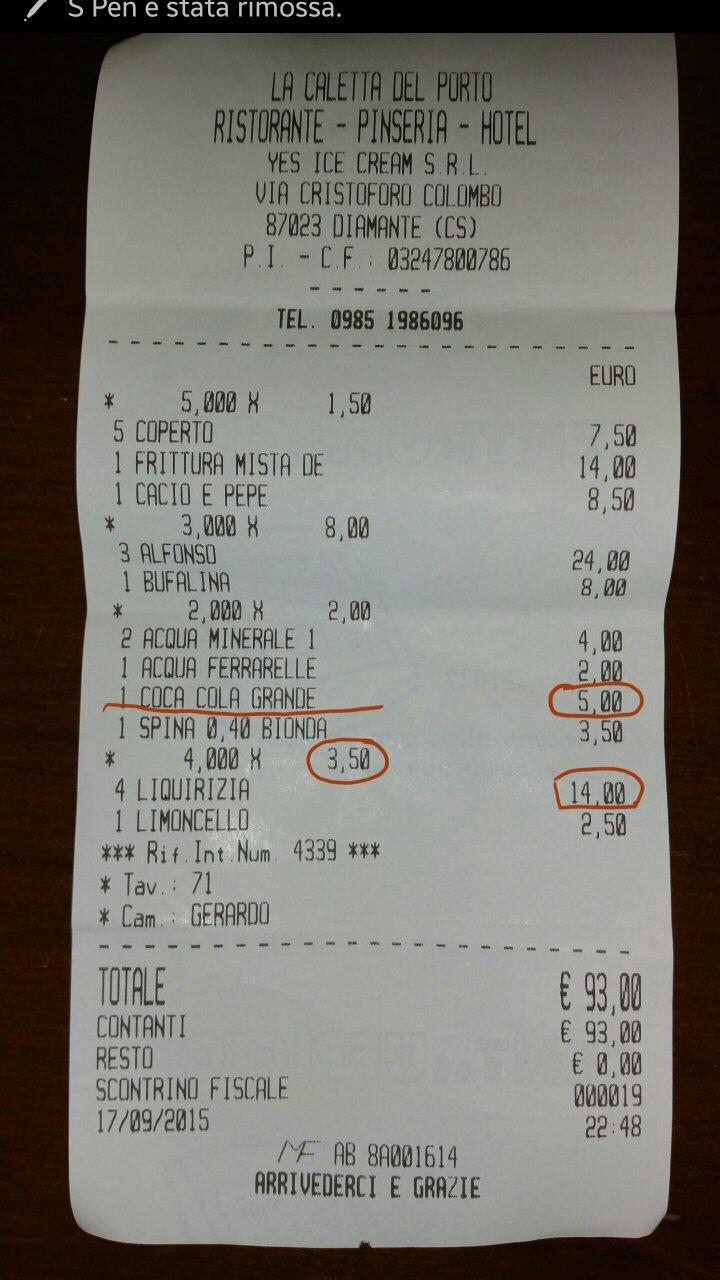 S Pen è stata rimossa.
LA CALETTA DEL PORTO
RISTORANTE - PINSERIA - HOTEL
YES ICE CREAM S.R.L.
VIA CRISTOFORO COLOMBO
87023 DIAMANTE (CS)
P.I. - C.F.: 03247800786
------
TEL. 0985 1986096
EURO
* 5,000 X 1,50
5 COPERTO 7,50
1 FRITTURA MISTA DE 14,00
1 CACIO E PEPE 8,50
* 3,000 X 8,00
3 ALFONSO 24,00
1 BUFALINA 8,00
* 2,000 X 2,00
2 ACQUA MINERALE 1 4,00
1 ACQUA FERRARELLE 2,00
1 COCA COLA GRANDE 5,00
1 SPINA 0,40 BIONDA 3,50
* 4,000 X 3,50
4 LIQUIRIZIA 14,00
1 LIMONCELLO 2,50
*** Rif.Int.Num. 4339 ***
* Tav.: 71
* Cam.: GERARDO
TOTALE € 93,00
CONTANTI € 93,00
RESTO € 0,00
SCONTRINO FISCALE 000019
17/09/2015 22:48
MF AB 8A001614
ARRIVEDERCI E GRAZIE